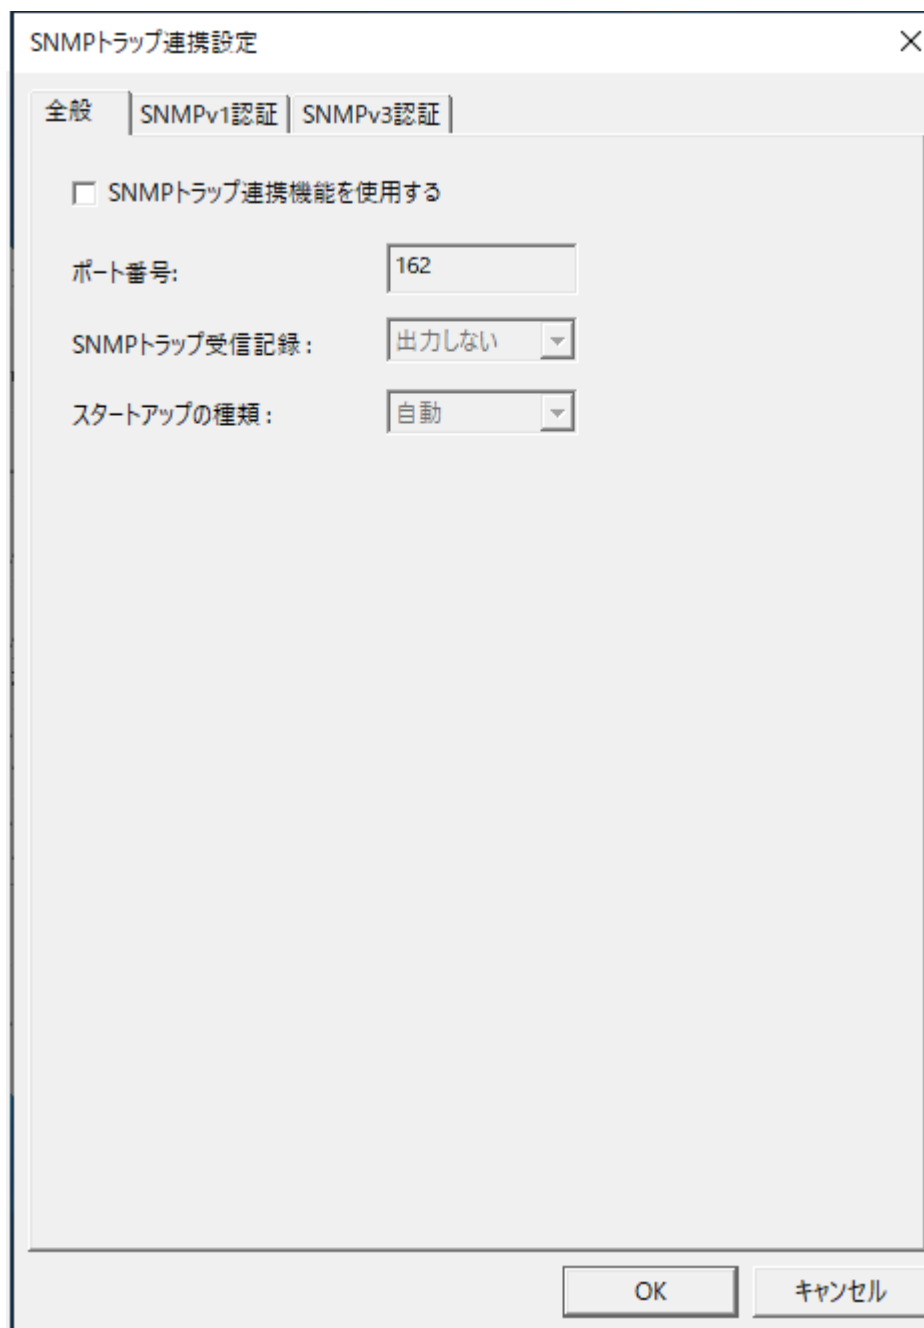 SNMPトラップ連携設定
全般 SNMPv1認証 SNMPv3認証
SNMPトラップ連携機能を使用する
ポート番号: 162
SNMPトラップ受信記録: 出力しない
スタートアップの種類: 自動
OK キャンセル